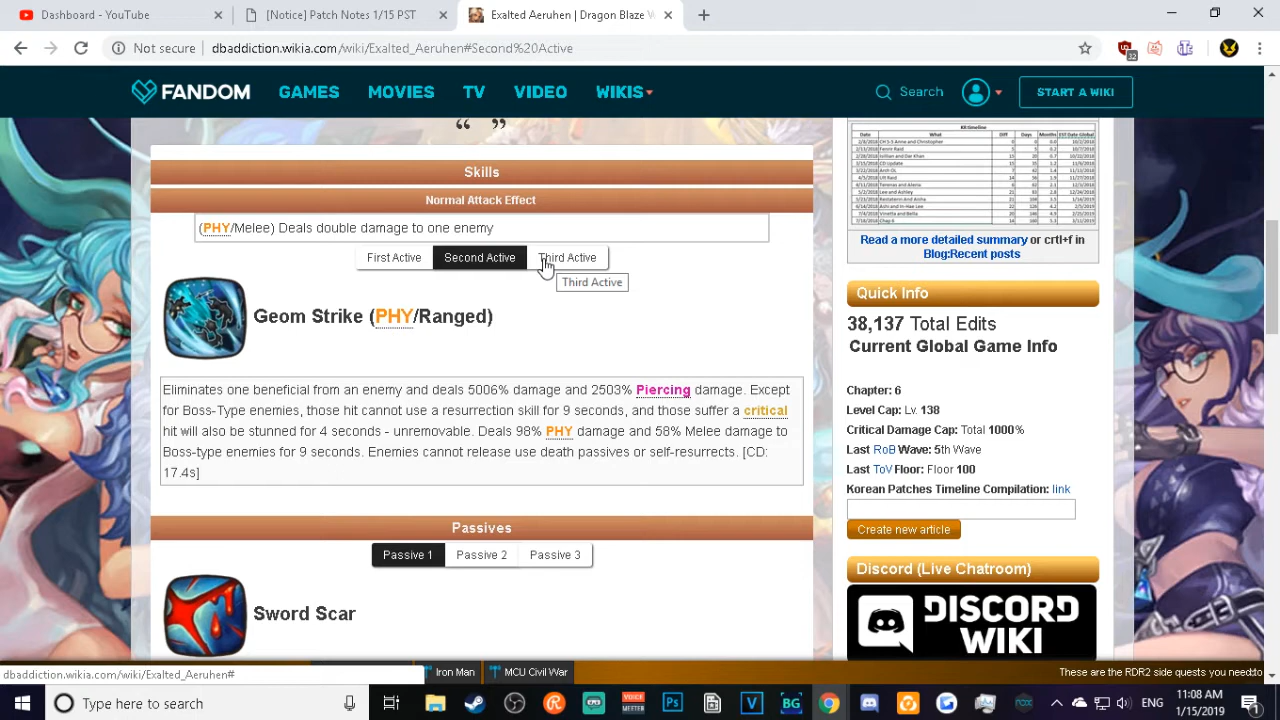 YouTube - Dashboard
[Notice] Patch Notes 1/15 PST
Exalted Aeruhen | Dragon Blaze W
Not secure | dbaddiction.wikia.com/wiki/Exalted_Aeruhen#Second%20Active
32
FANDOM
GAMES
MOVIES
TV
VIDEO
WIKIS
Search
START A WIKI
“ ”
Skills
Normal Attack Effect
(PHY/Melee) Deals double damage to one enemy
First Active
Second Active
Third Active
Third Active
Geom Strike (PHY/Ranged)
Eliminates one beneficial from an enemy and deals 5006% damage and 2503% Piercing damage. Except
for Boss-Type enemies, those hit cannot use a resurrection skill for 9 seconds, and those suffer a critical
hit will also be stunned for 4 seconds - unremovable. Deals 98% PHY damage and 58% Melee damage to
Boss-type enemies for 9 seconds. Enemies cannot release use death passives or self-resurrects. [CD:
17.4s]
Passives
Passive 1
Passive 2
Passive 3
Sword Scar
Read a more detailed summary or crtl+f in
Blog:Recent posts
Quick Info
38,137 Total Edits
Current Global Game Info
Chapter: 6
Level Cap: Lv. 138
Critical Damage Cap: Total 1000%
Last RoB Wave: 5th Wave
Last ToV Floor: Floor 100
Korean Patches Timeline Compilation: link
Create new article
Discord (Live Chatroom)
DISCORD
WIKI
dbaddiction.wikia.com/wiki/Exalted_Aeruhen#
Iron Man
MCU Civil War
These are the RDR2 side quests you need to
Type here to search
VOICE
MEETER
Ps
V
BG
ENG
11:08 AM
1/15/2019